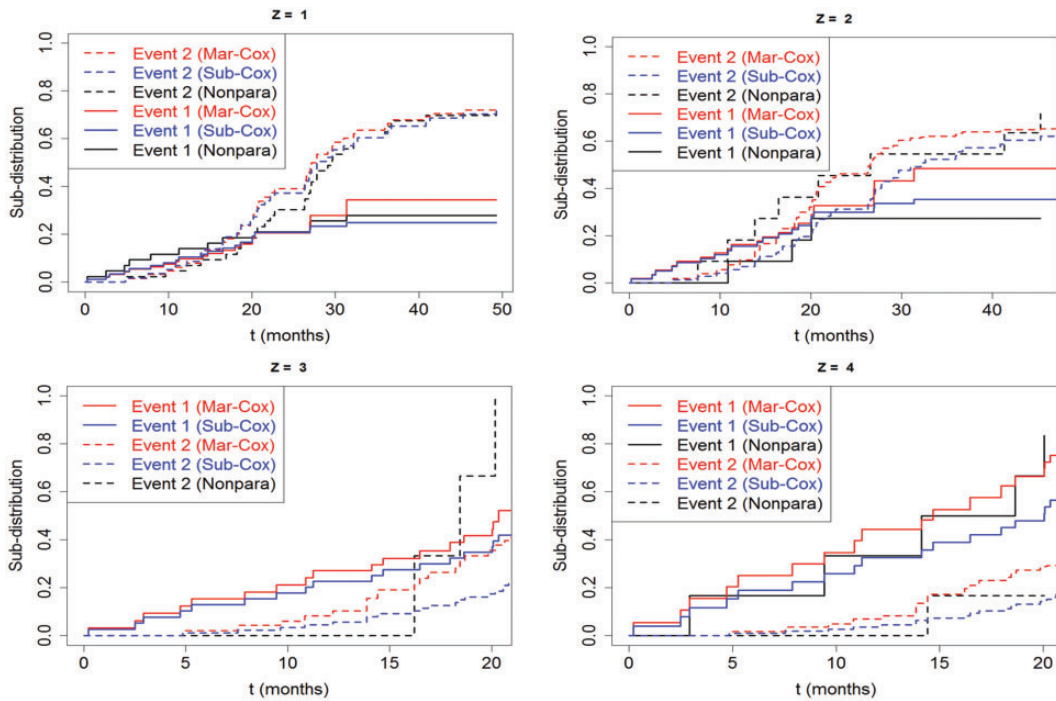 Z = 1
1.0
0.8
0.6
0.4
0.2
0.0
Sub-distribution
Event 2 (Mar-Cox)
Event 2 (Sub-Cox)
Event 2 (Nonpara)
Event 1 (Mar-Cox)
Event 1 (Sub-Cox)
Event 1 (Nonpara)
0 10 20 30 40 50
t (months)
Z = 2
1.0
0.8
0.6
0.4
0.2
0.0
Sub-distribution
Event 2 (Mar-Cox)
Event 2 (Sub-Cox)
Event 2 (Nonpara)
Event 1 (Mar-Cox)
Event 1 (Sub-Cox)
Event 1 (Nonpara)
0 10 20 30 40
t (months)
Z = 3
1.0
0.8
0.6
0.4
0.2
0.0
Sub-distribution
Event 1 (Mar-Cox)
Event 1 (Sub-Cox)
Event 2 (Mar-Cox)
Event 2 (Sub-Cox)
Event 2 (Nonpara)
0 5 10 15 20
t (months)
Z = 4
1.0
0.8
0.6
0.4
0.2
0.0
Sub-distribution
Event 1 (Mar-Cox)
Event 1 (Sub-Cox)
Event 1 (Nonpara)
Event 2 (Mar-Cox)
Event 2 (Sub-Cox)
Event 2 (Nonpara)
0 5 10 15 20
t (months)